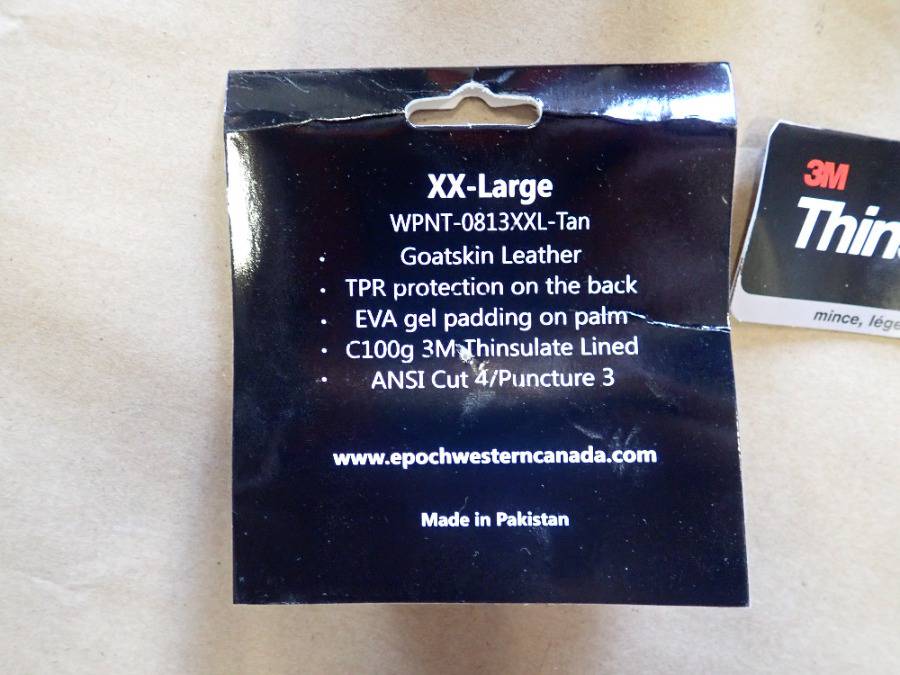 XX-Large
WPNT-0813XXL-Tan
• Goatskin Leather
• TPR protection on the back
• EVA gel padding on palm
• C100g 3M Thinsulate Lined
• ANSI Cut 4/Puncture 3
www.epochwesterncanada.com
Made in Pakistan
3M
Thin
mince, lége